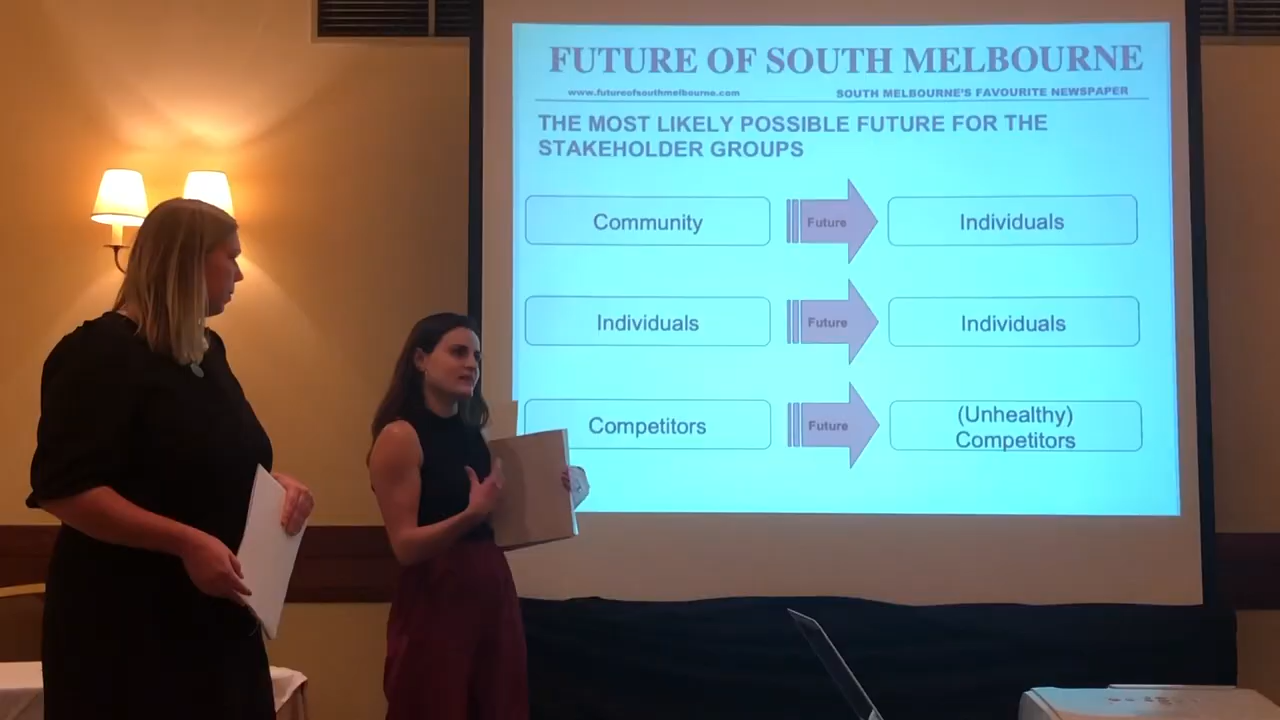 FUTURE OF SOUTH MELBOURNE
www.futureofsouthmelbourne.com SOUTH MELBOURNE'S FAVOURITE NEWSPAPER
THE MOST LIKELY POSSIBLE FUTURE FOR THE
STAKEHOLDER GROUPS
Community Future Individuals
Individuals Future Individuals
Competitors Future (Unhealthy)
Competitors